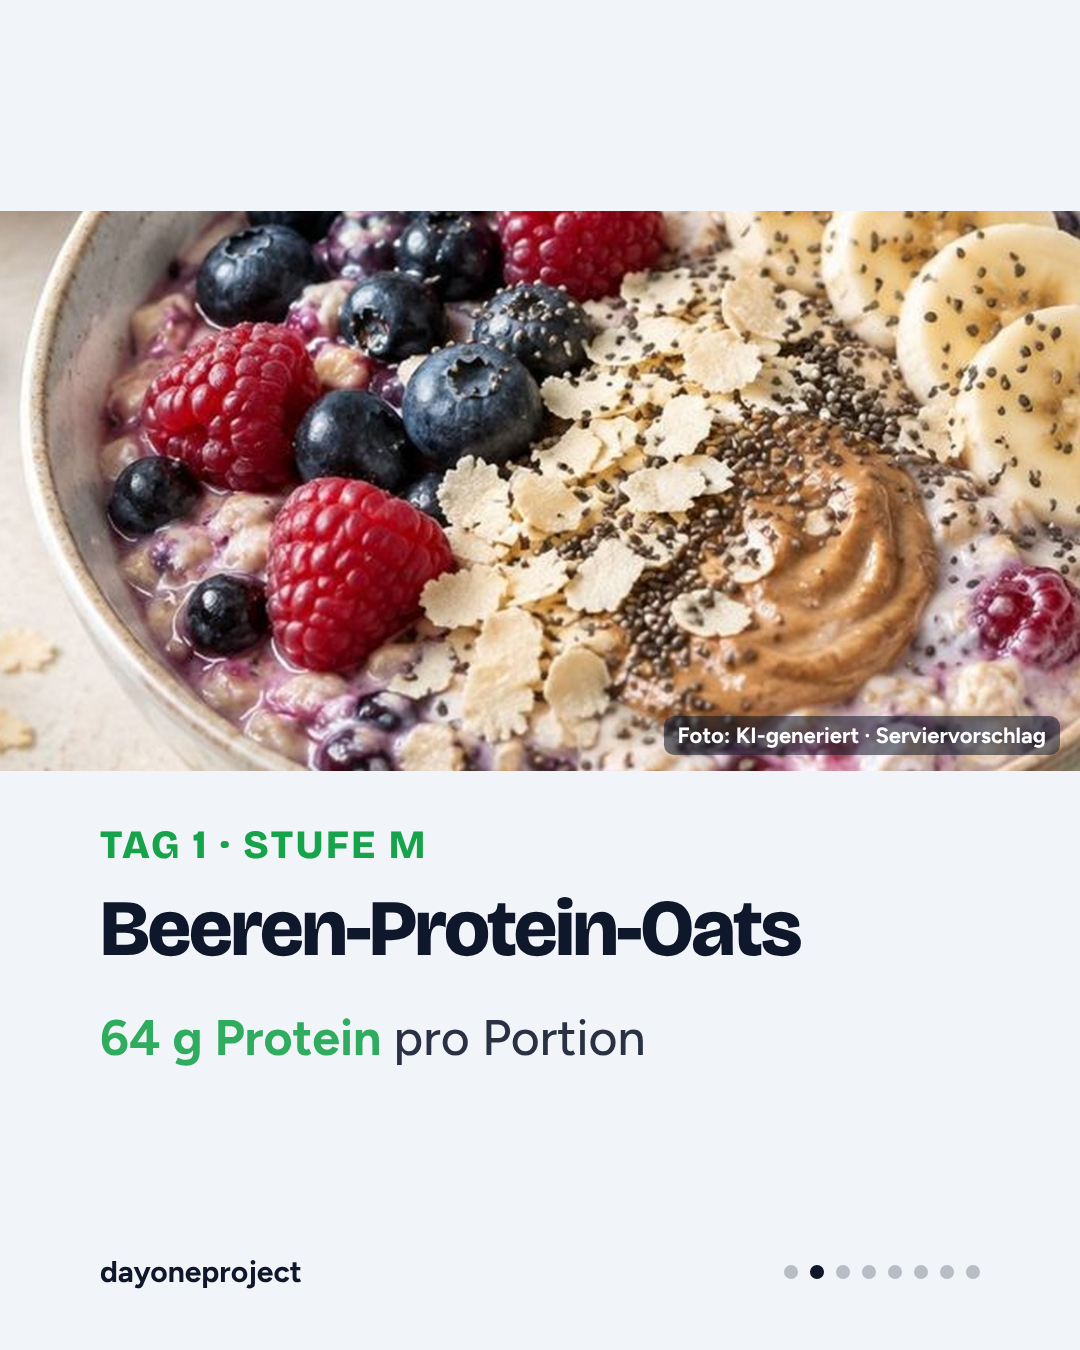 Foto: KI-generiert · Serviervorschlag
TAG 1 · STUFE M
Beeren-Protein-Oats
64 g Protein pro Portion
dayoneproject